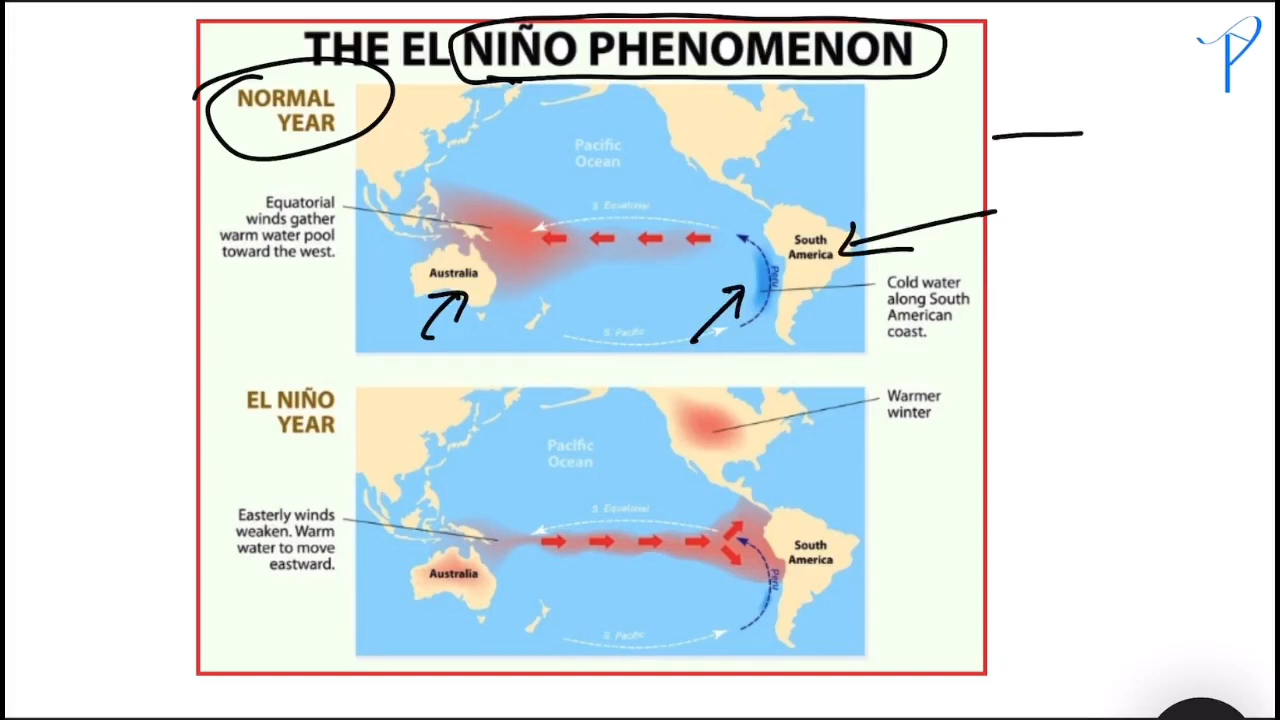 THE EL NIÑO PHENOMENON
NORMAL
YEAR
Pacific
Ocean
Equatorial
winds gather
warm water pool
toward the west.
S. Equatorial
South
America
Australia
Peru
Cold water
along South
American
coast.
S. Pacific
EL NIÑO
YEAR
Warmer
winter
Pacific
Ocean
Easterly winds
weaken. Warm
water to move
eastward.
S. Equatorial
South
America
Australia
Peru
S. Pacific